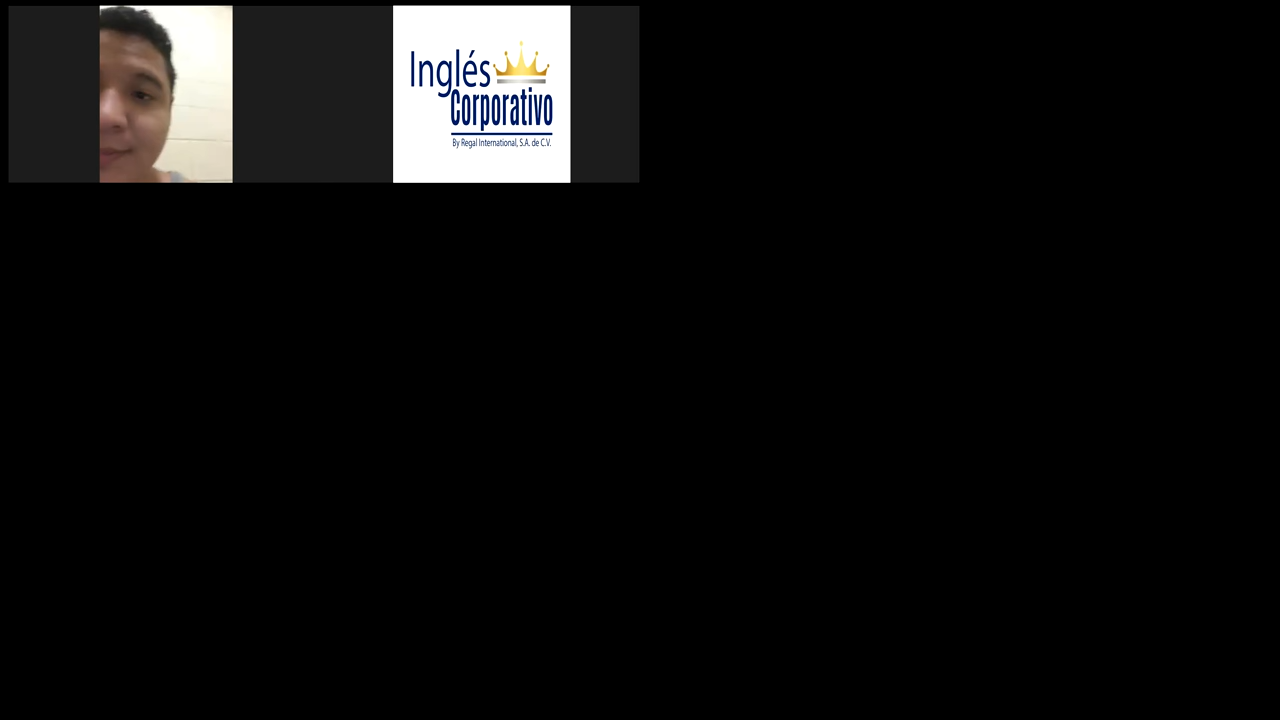 Inglés
Corporativo
By Regal International, S.A. de C.V.